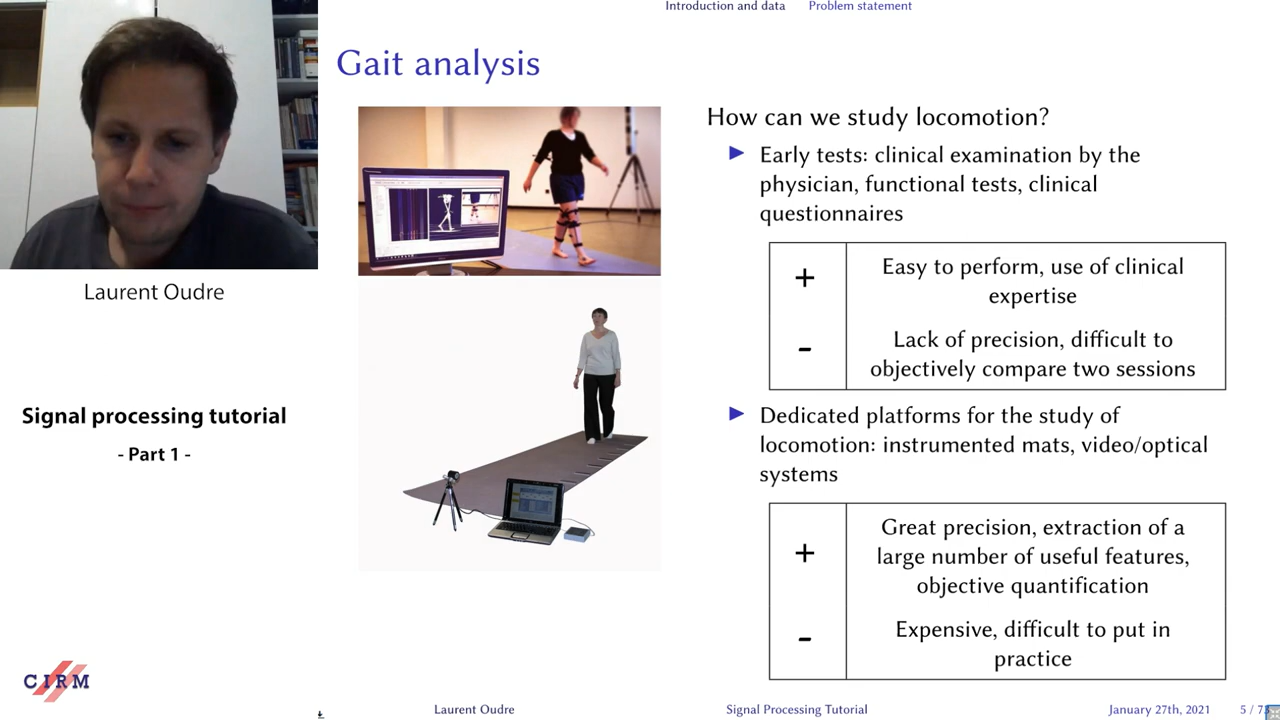 Introduction and data Problem statement
Gait analysis
How can we study locomotion?
Early tests: clinical examination by the
physician, functional tests, clinical
questionnaires
+ Easy to perform, use of clinical
expertise
- Lack of precision, difficult to
objectively compare two sessions
Dedicated platforms for the study of
locomotion: instrumented mats, video/optical
systems
+ Great precision, extraction of a
large number of useful features,
objective quantification
- Expensive, difficult to put in
practice
Laurent Oudre
Signal processing tutorial
- Part 1 -
CIRM
Laurent Oudre Signal Processing Tutorial January 27th, 2021 5 /